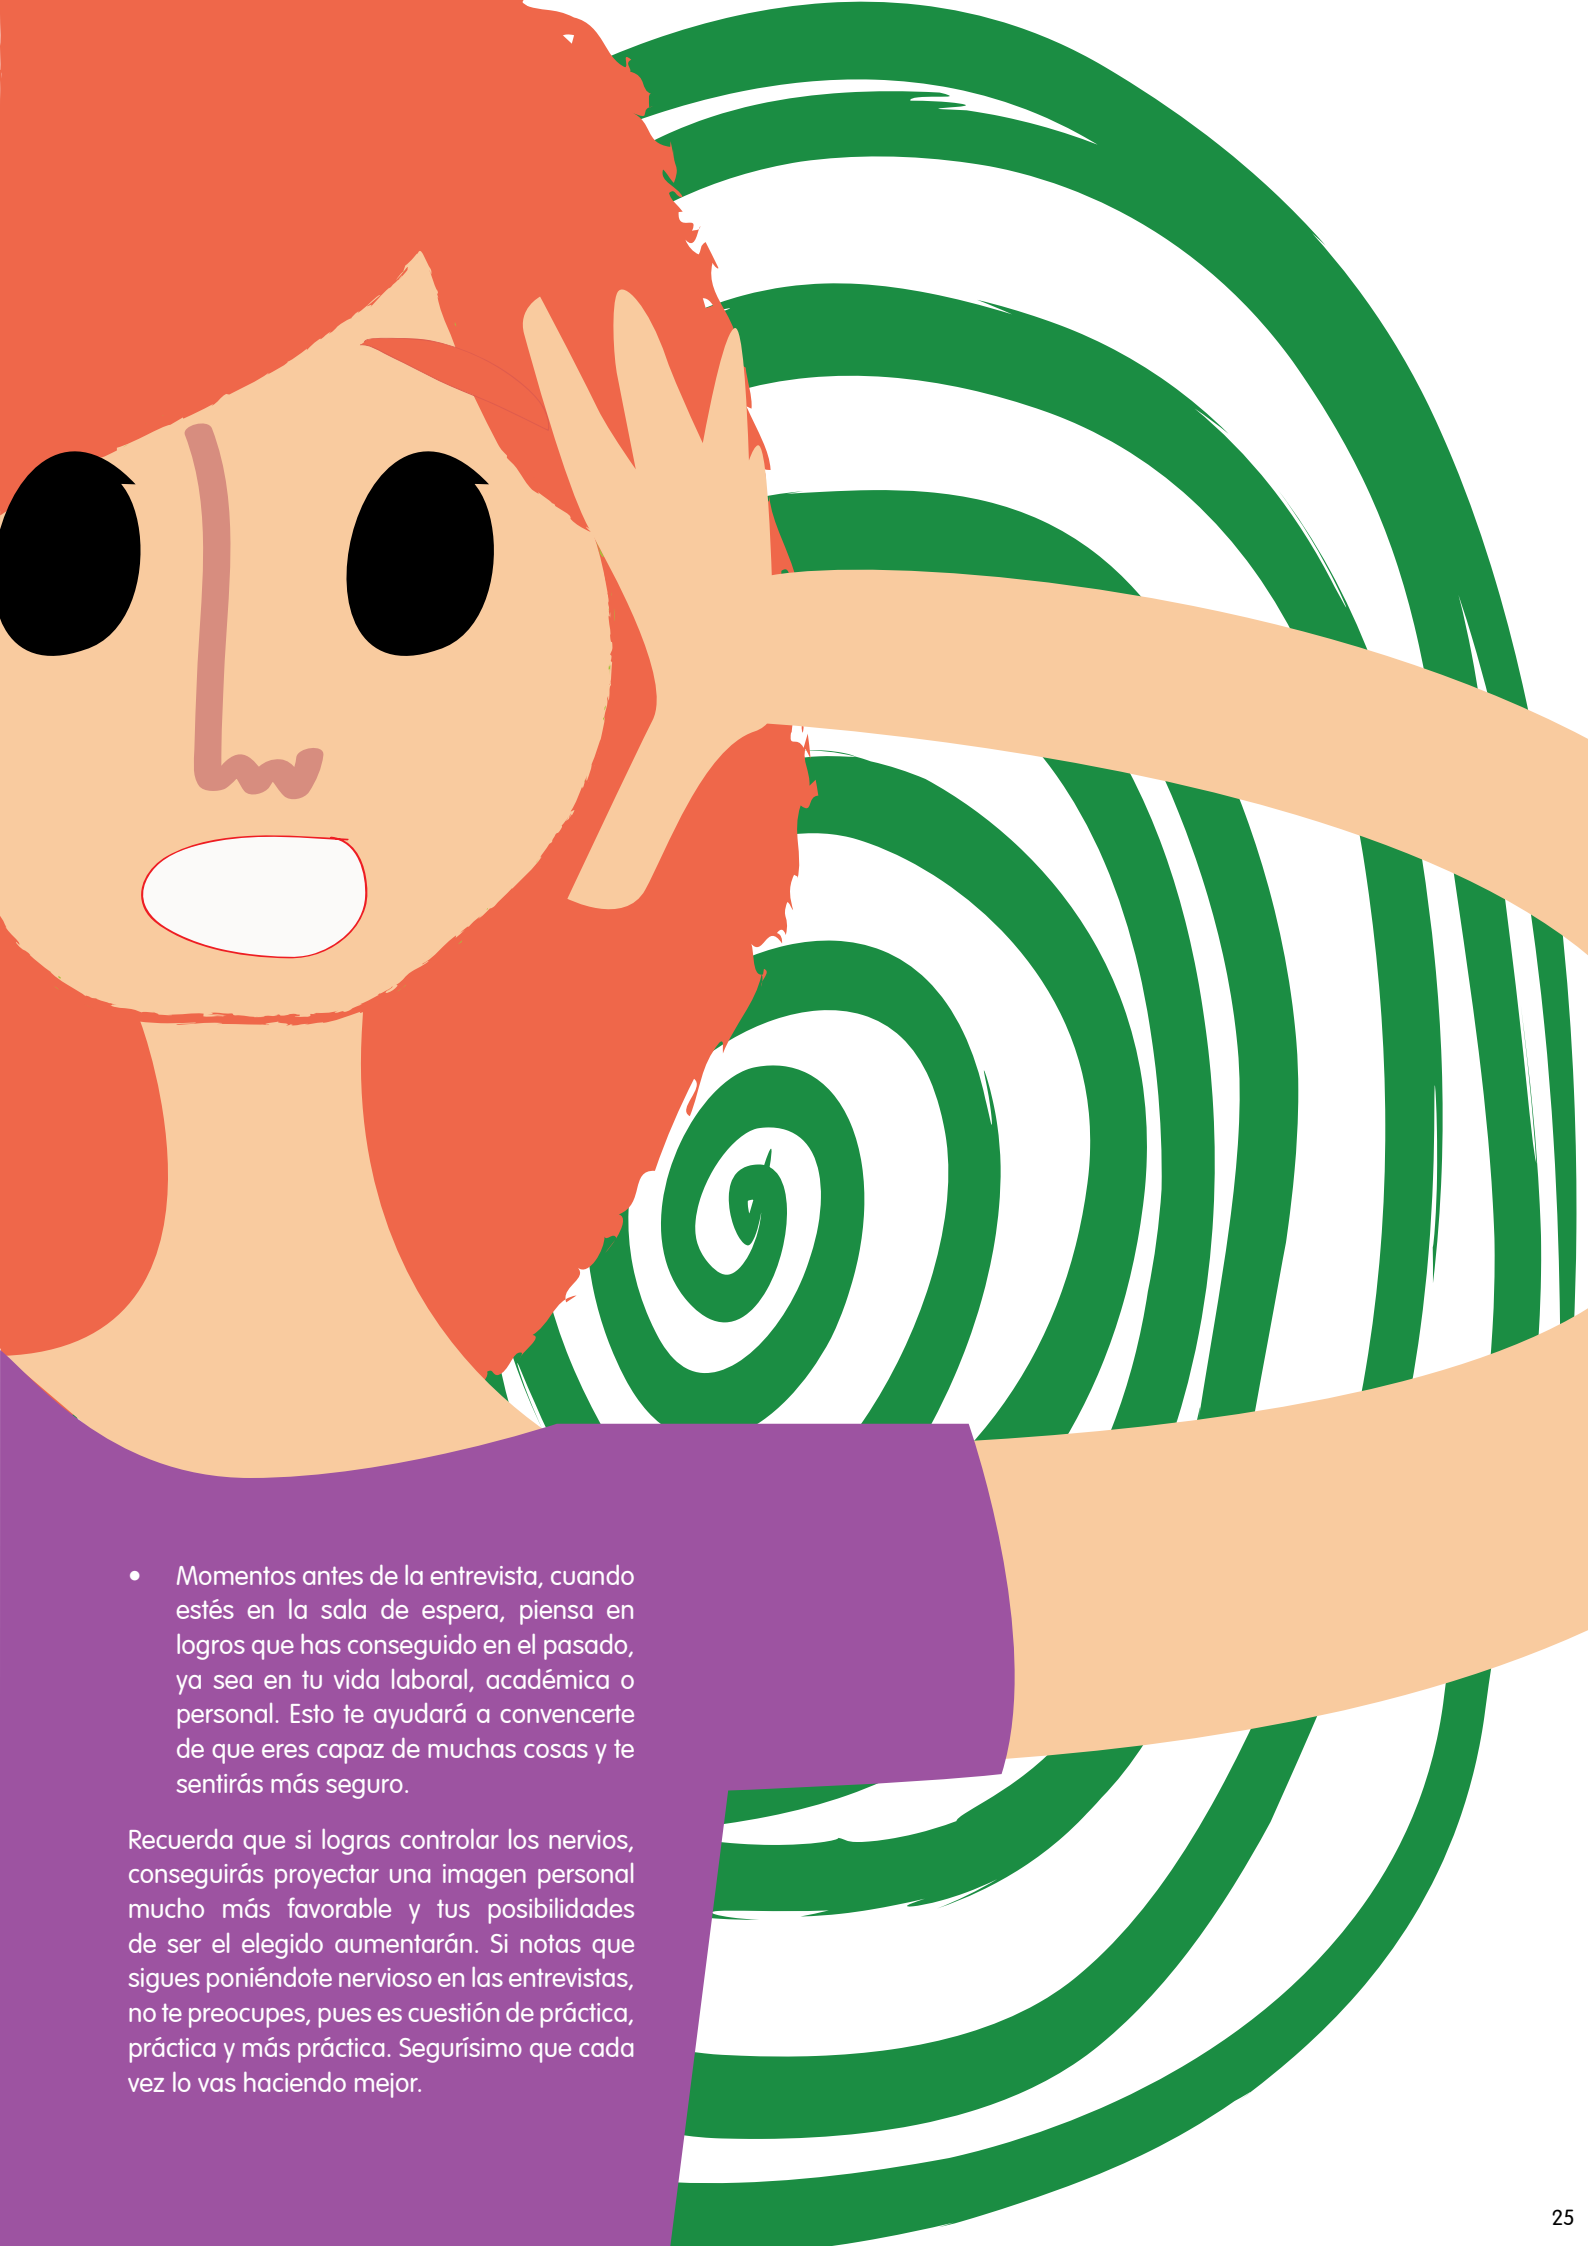 • Momentos antes de la entrevista, cuando
estés en la sala de espera, piensa en
logros que has conseguido en el pasado,
ya sea en tu vida laboral, académica o
personal. Esto te ayudará a convencerte
de que eres capaz de muchas cosas y te
sentirás más seguro.
Recuerda que si logras controlar los nervios,
conseguirás proyectar una imagen personal
mucho más favorable y tus posibilidades
de ser el elegido aumentarán. Si notas que
sigues poniéndote nervioso en las entrevistas,
no te preocupes, pues es cuestión de práctica,
práctica y más práctica. Segurísimo que cada
vez lo vas haciendo mejor.
25